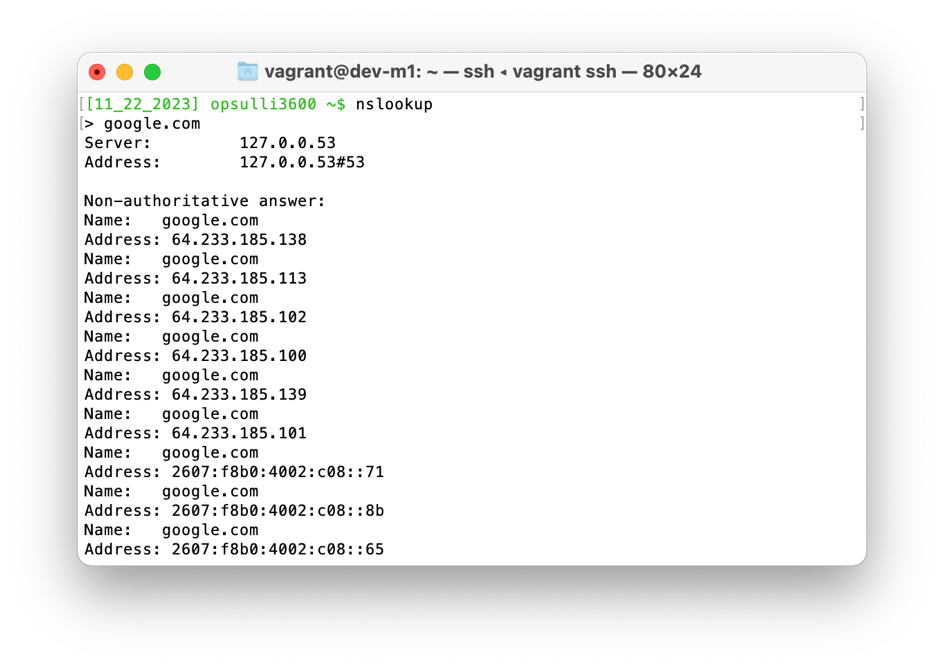 vagrant@dev-m1: ~ — ssh ◂ vagrant ssh — 80×24
[[11_22_2023] opsulli3600 ~$ nslookup ]
[> google.com ]
Server:		127.0.0.53
Address:	127.0.0.53#53

Non-authoritative answer:
Name:	google.com
Address: 64.233.185.138
Name:	google.com
Address: 64.233.185.113
Name:	google.com
Address: 64.233.185.102
Name:	google.com
Address: 64.233.185.100
Name:	google.com
Address: 64.233.185.139
Name:	google.com
Address: 64.233.185.101
Name:	google.com
Address: 2607:f8b0:4002:c08::71
Name:	google.com
Address: 2607:f8b0:4002:c08::8b
Name:	google.com
Address: 2607:f8b0:4002:c08::65